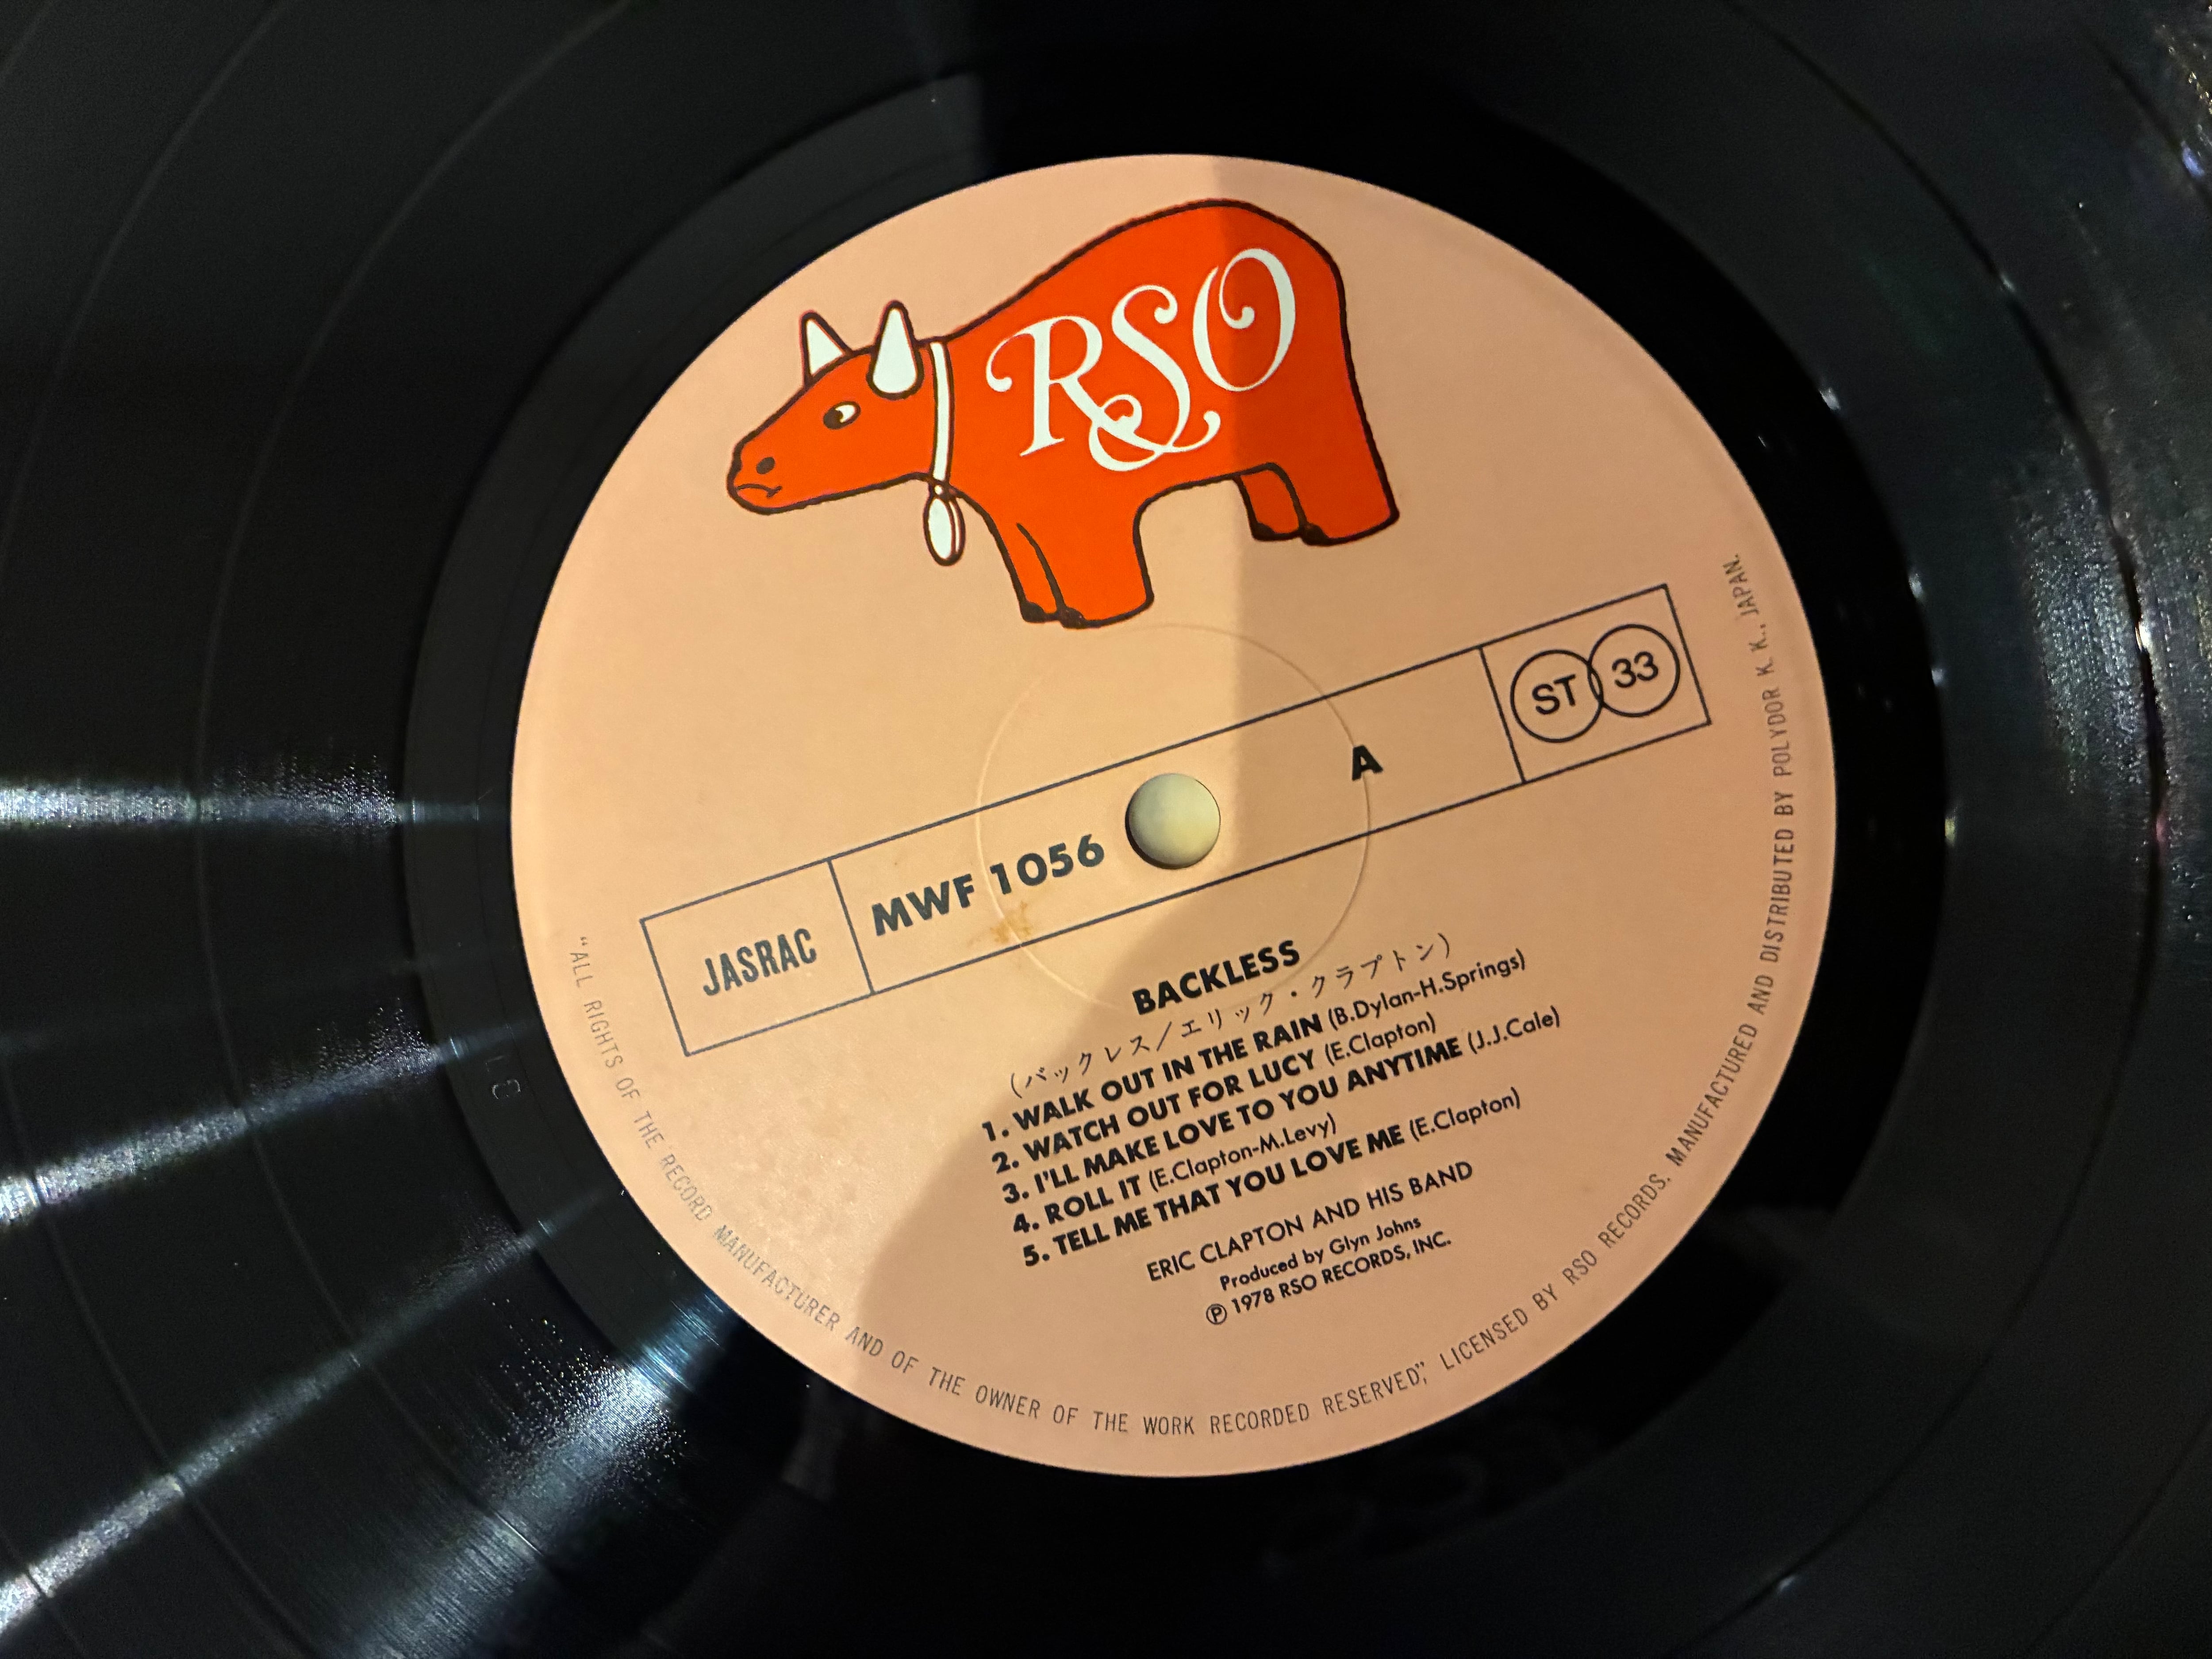 RSO
JASRAC MWF 1056 A ST 33
BACKLESS
(バックレス/エリック・クラプトン)
1. WALK OUT IN THE RAIN (B.Dylan-H.Springs)
2. WATCH OUT FOR LUCY (E.Clapton)
3. I'LL MAKE LOVE TO YOU ANYTIME (J.J.Cale)
4. ROLL IT (E.Clapton-M.Levy)
5. TELL ME THAT YOU LOVE ME (E.Clapton)
ERIC CLAPTON AND HIS BAND
Produced by Glyn Johns
Ⓟ 1978 RSO RECORDS, INC.
"ALL RIGHTS OF THE RECORD MANUFACTURER AND OF THE OWNER OF THE WORK RECORDED RESERVED," LICENSED BY RSO RECORDS. MANUFACTURED AND DISTRIBUTED BY POLYDOR K.K., JAPAN.